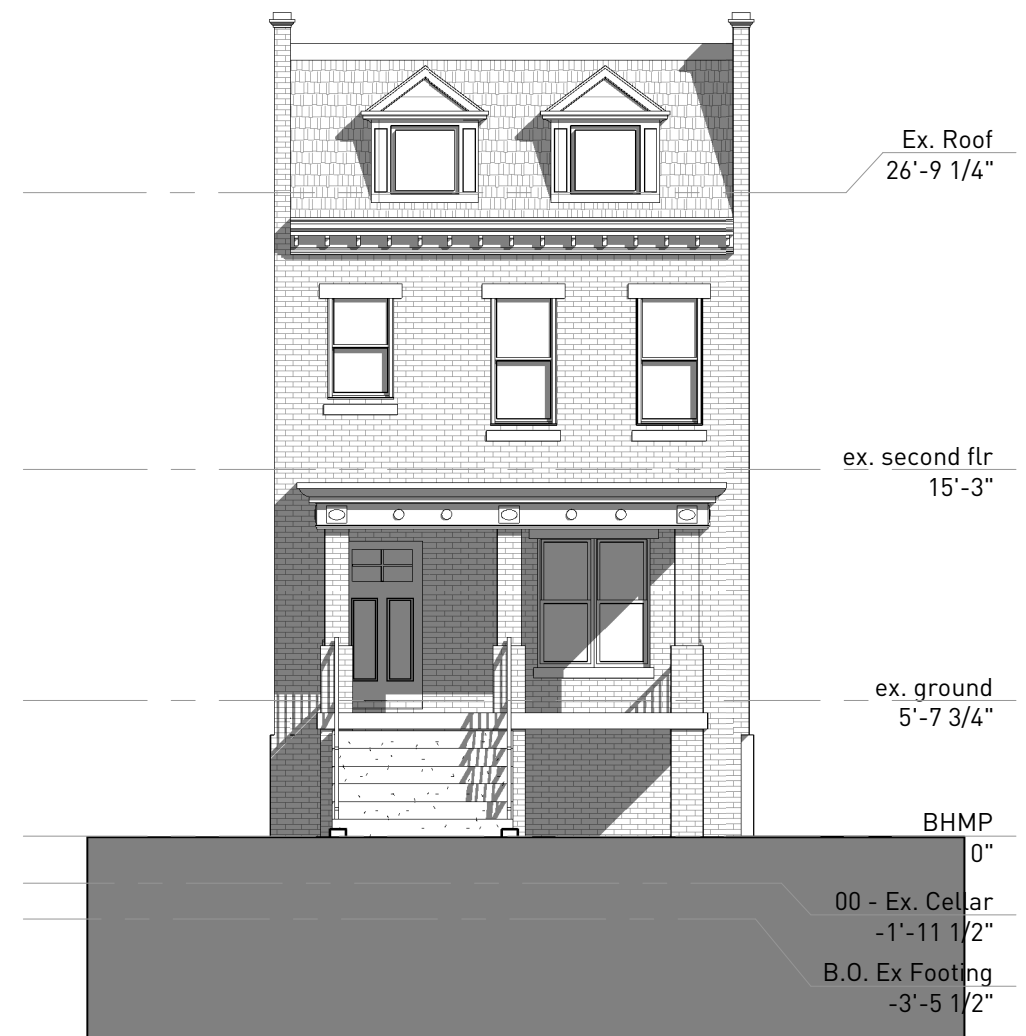 Ex. Roof
26'-9 1/4"
ex. second flr
15'-3"
ex. ground
5'-7 3/4"
BHMP
0"
00 - Ex. Cellar
-1'-11 1/2"
B.O. Ex Footing
-3'-5 1/2"